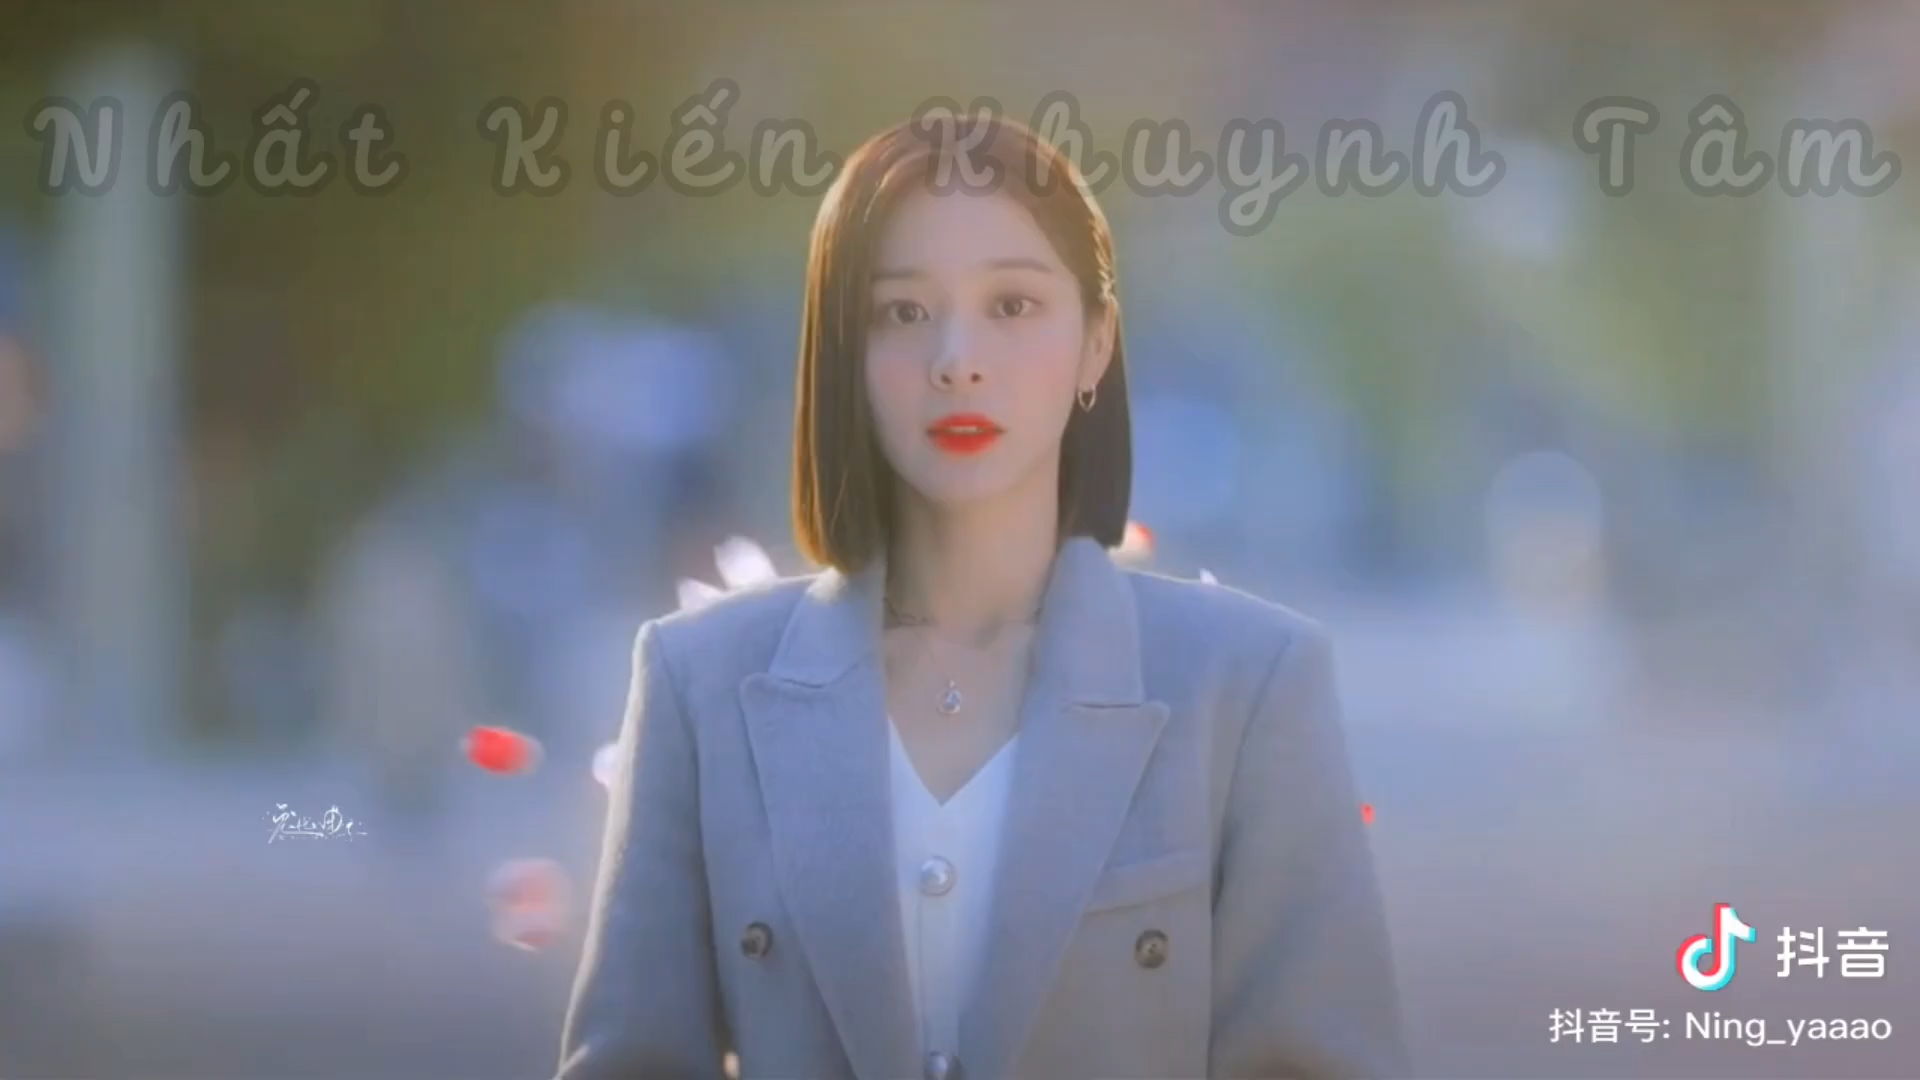 Nhất Kiến Khuynh Tâm
抖音
抖音号: Ning_yaaao